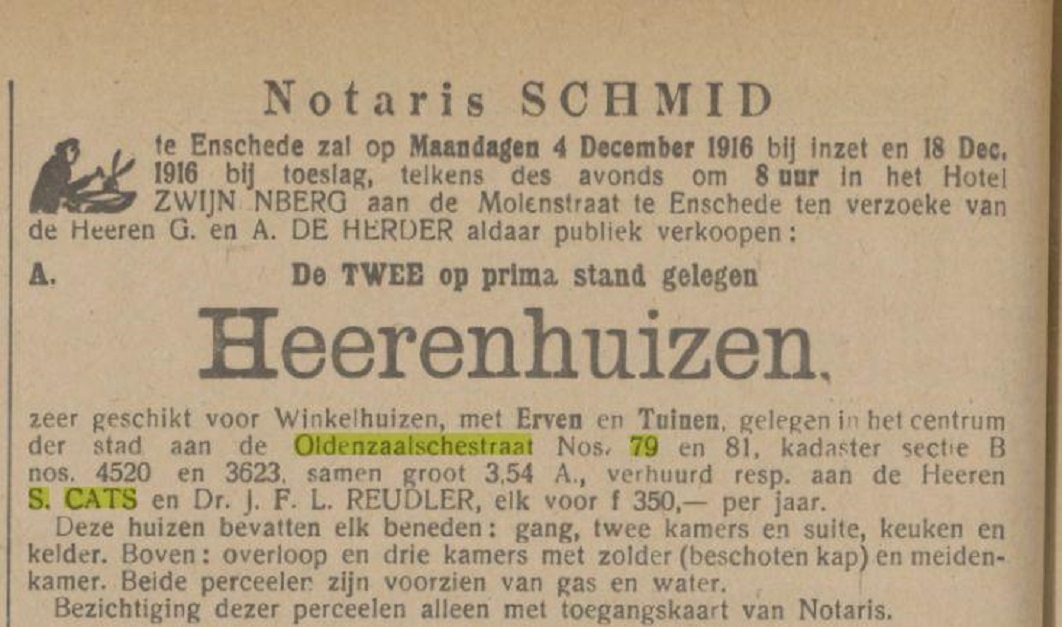 Notaris SCHMID
te Enschede zal op Maandagen 4 December 1916 bij inzet en 18 Dec.
1916 bij toeslag, telkens des avonds om 8 uur in het Hotel
ZWIJN NBERG aan de Molenstraat te Enschede ten verzoeke van
de Heeren G. en A. DE HERDER aldaar publiek verkoopen:
A. De TWEE op prima stand gelegen
Heerenhuizen,
zeer geschikt voor Winkelhuizen, met Erven en Tuinen, gelegen in het centrum
der stad aan de Oldenzaalschestraat Nos. 79 en 81, kadaster sectie B
nos. 4520 en 3623, samen groot 3.54 A., verhuurd resp. aan de Heeren
S. CATS en Dr. J. F. L. REUDLER, elk voor f 350,— per jaar.
Deze huizen bevatten elk beneden: gang, twee kamers en suite, keuken en
kelder. Boven: overloop en drie kamers met zolder (beschoten kap) en meiden-
kamer. Beide perceelen zijn voorzien van gas en water.
Bezichtiging dezer perceelen alleen met toegangskaart van Notaris.